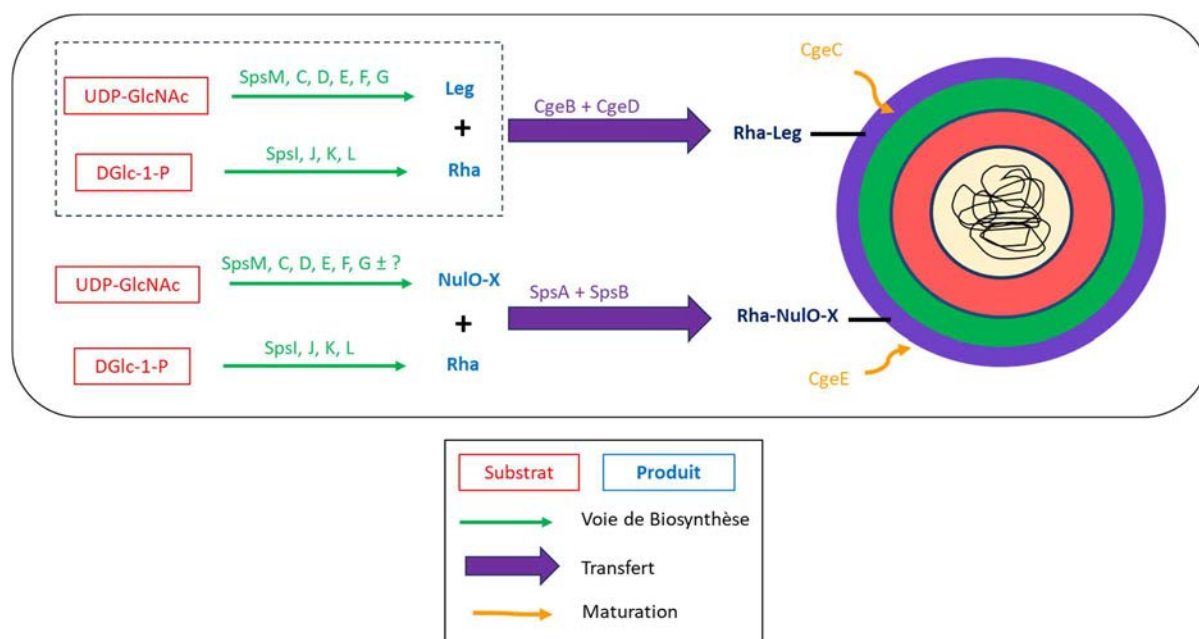 CgeC
SpsM, C, D, E, F, G
UDP-GlcNAc
Leg
CgeB + CgeD
+
Rha-Leg
SpsI, J, K, L
DGlc-1-P
Rha
SpsM, C, D, E, F, G ± ?
UDP-GlcNAc
NulO-X
SpsA + SpsB
+
Rha-NulO-X
SpsI, J, K, L
DGlc-1-P
Rha
CgeE
Substrat
Produit
Voie de Biosynthèse
Transfert
Maturation